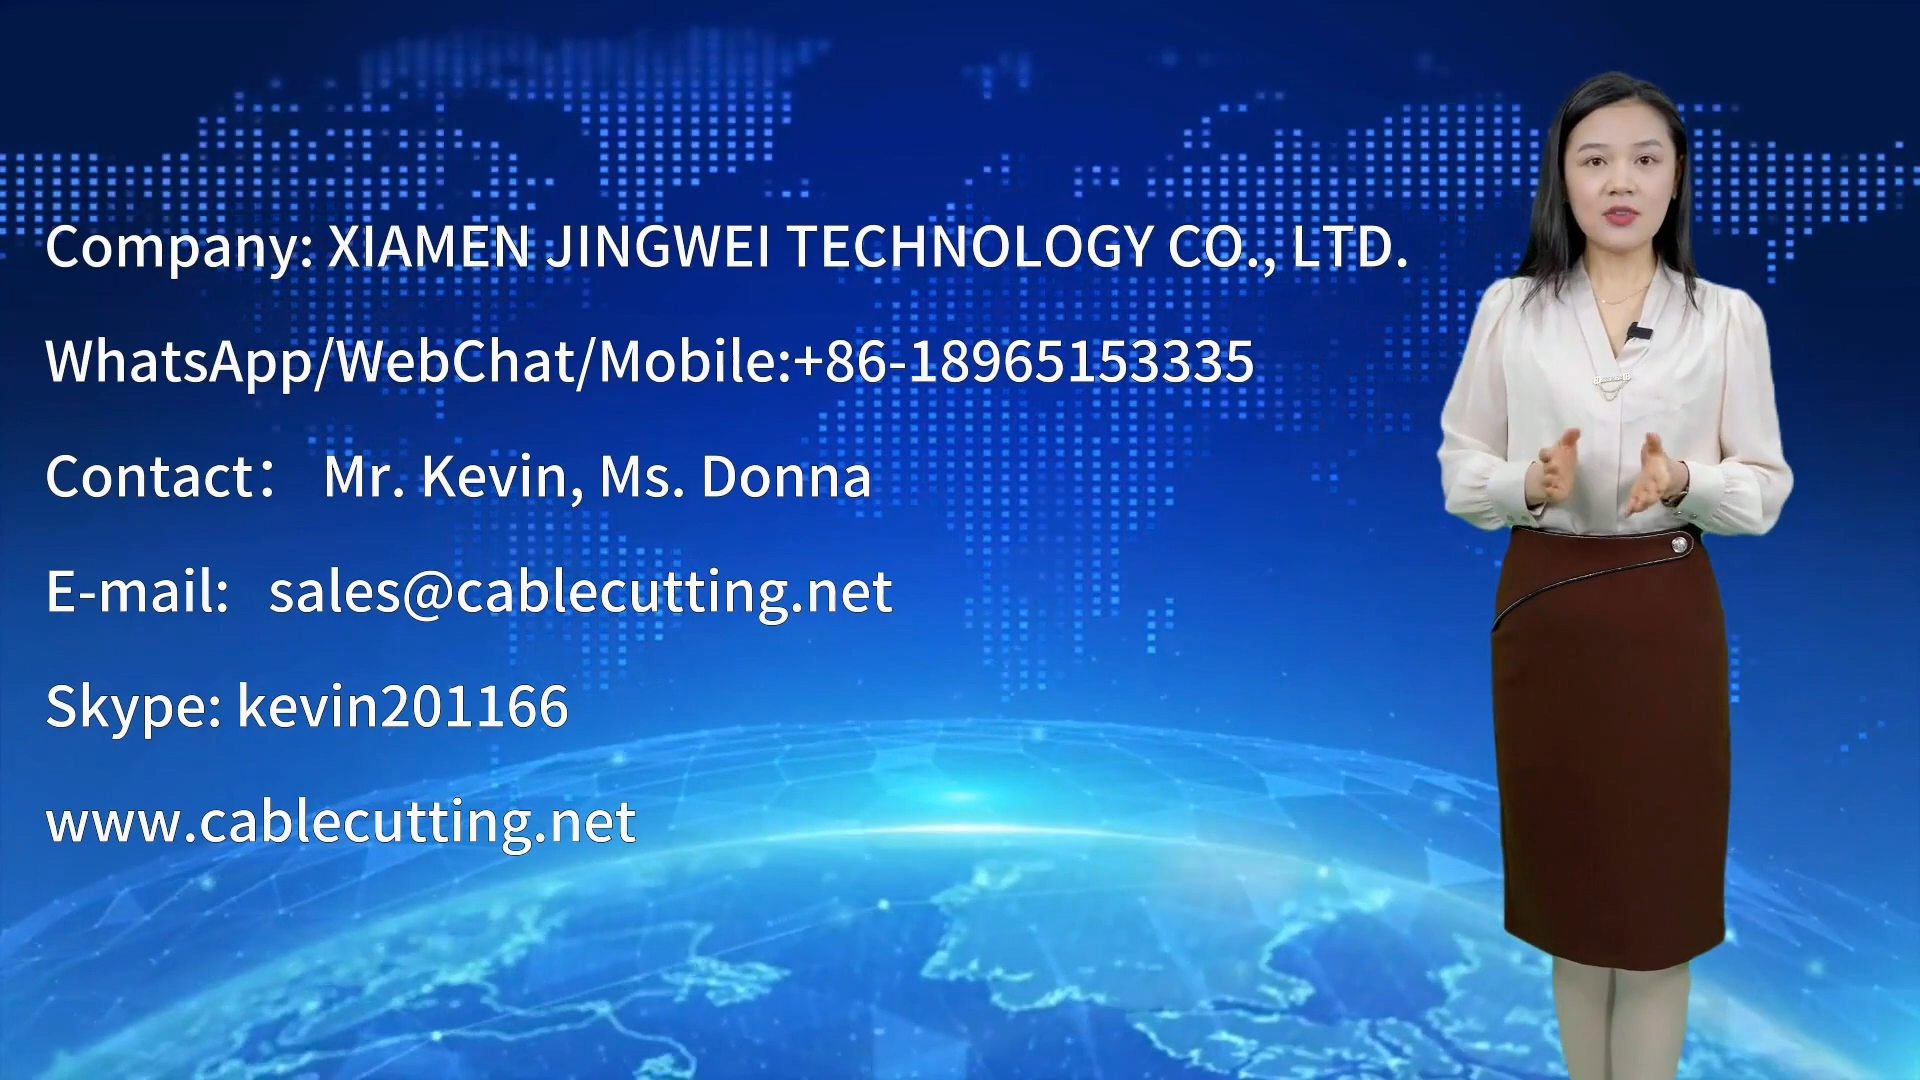 Company: XIAMEN JINGWEI TECHNOLOGY CO., LTD.
WhatsApp/WebChat/Mobile:+86-18965153335
Contact： Mr. Kevin, Ms. Donna
E-mail: sales@cablecutting.net
Skype: kevin201166
www.cablecutting.net